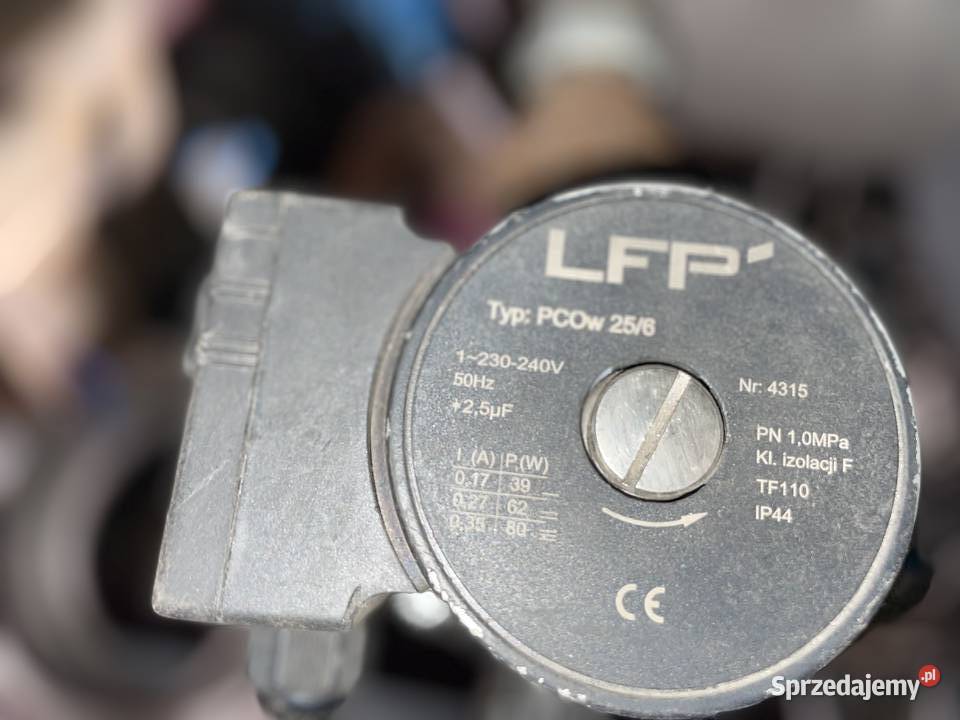 LFP
Typ: PCOw 25/6
1~230-240V
50Hz
+2,5µF
Nr: 4315
PN 1,0MPa
Kl. izolacji F
TF110
IP44
I (A) P (W)
0,17 39
0,27 62
0,35 80
CE
Sprzedajemy.pl